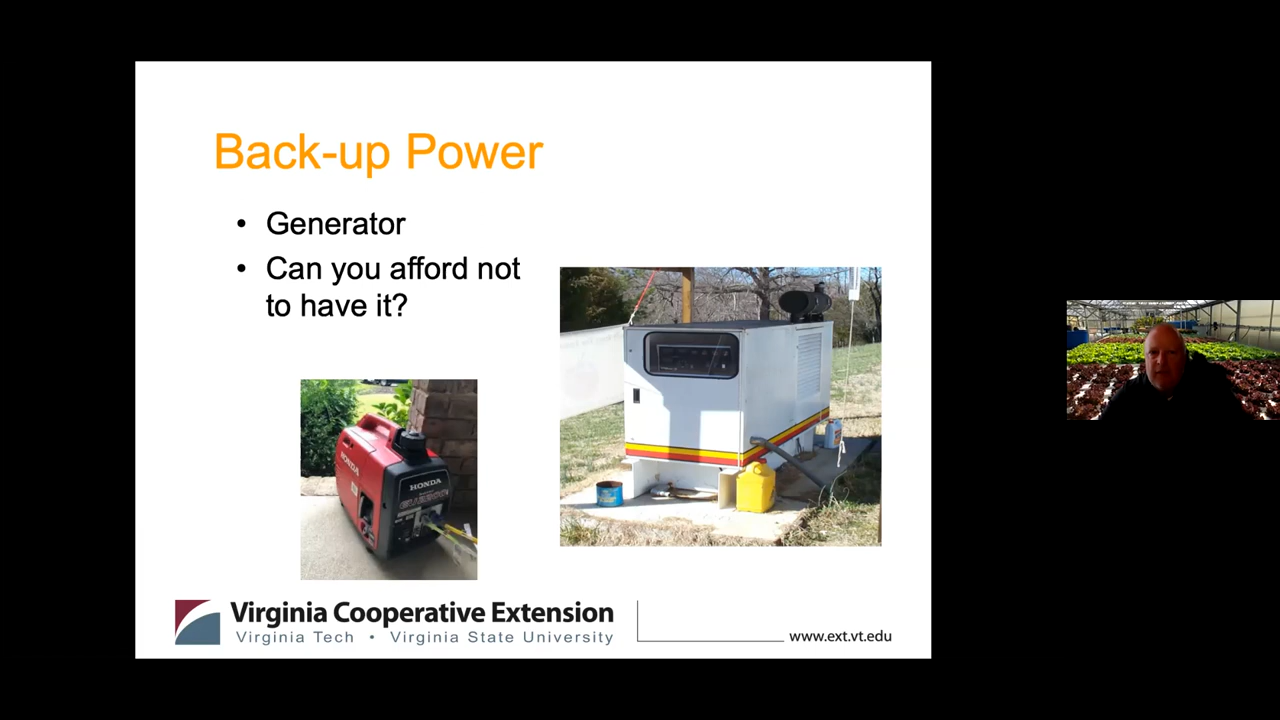 Back-up Power
• Generator
• Can you afford not
to have it?
HONDA
HONDA
Virginia Cooperative Extension
Virginia Tech • Virginia State University
www.ext.vt.edu